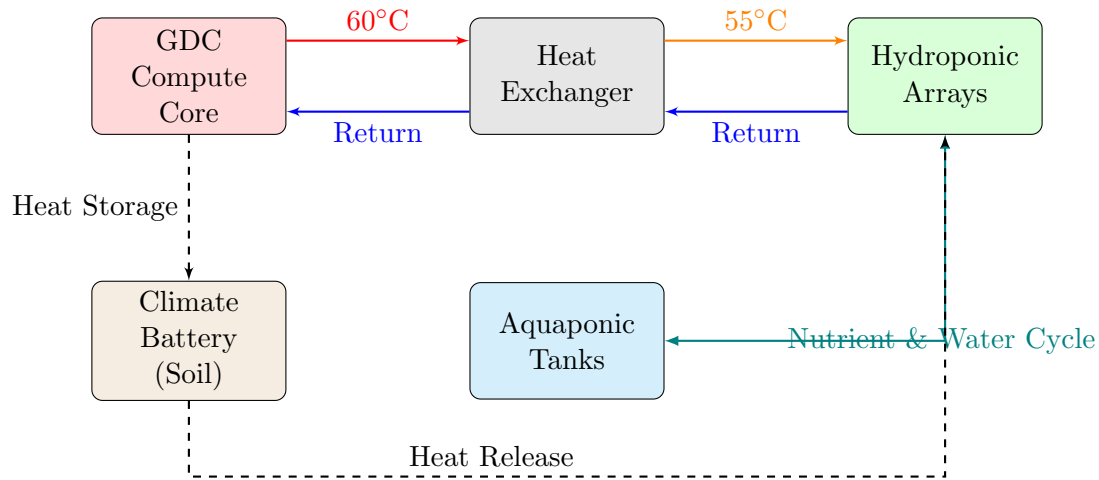 GDC
Compute
Core
60°C
Heat
Exchanger
55°C
Hydroponic
Arrays
Return
Return
Heat Storage
Climate
Battery
(Soil)
Aquaponic
Tanks
Nutrient & Water Cycle
Heat Release